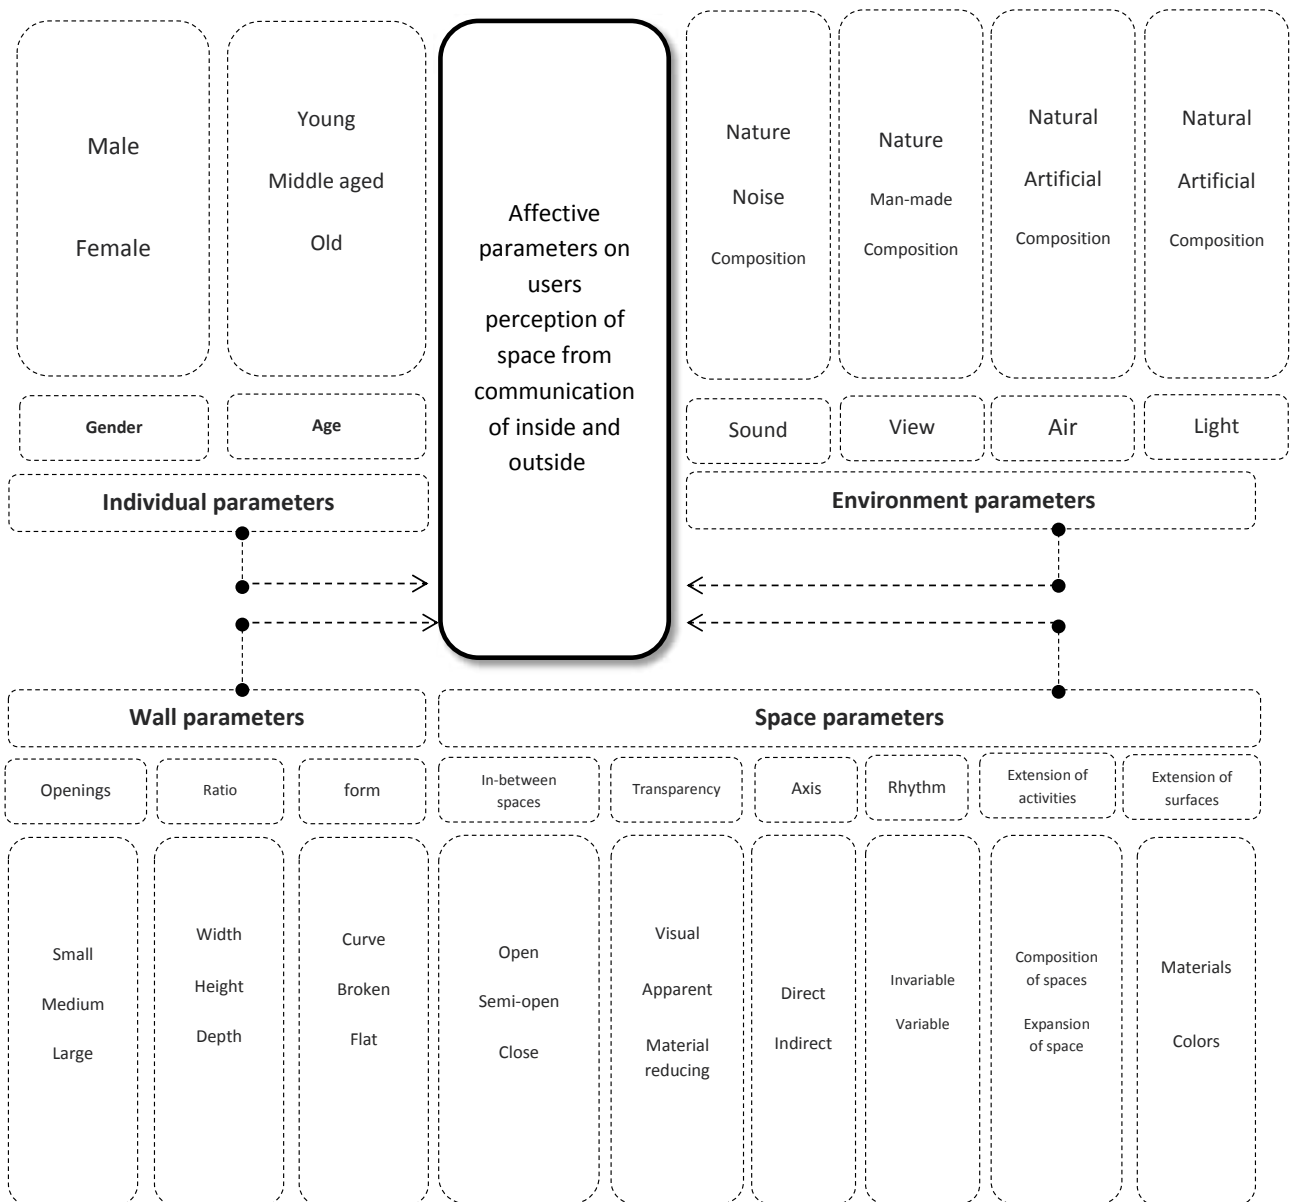 Male
Female
Young
Middle aged
Old
Gender
Age
Individual parameters
Affective
parameters on
users
perception of
space from
communication
of inside and
outside
Nature
Noise
Composition
Nature
Man-made
Composition
Natural
Artificial
Composition
Natural
Artificial
Composition
Sound
View
Air
Light
Environment parameters
Wall parameters
Openings
Ratio
form
Small
Medium
Large
Width
Height
Depth
Curve
Broken
Flat
Space parameters
In-between
spaces
Transparency
Axis
Rhythm
Extension of
activities
Extension of
surfaces
Open
Semi-open
Close
Visual
Apparent
Material
reducing
Direct
Indirect
Invariable
Variable
Composition
of spaces
Expansion
of space
Materials
Colors